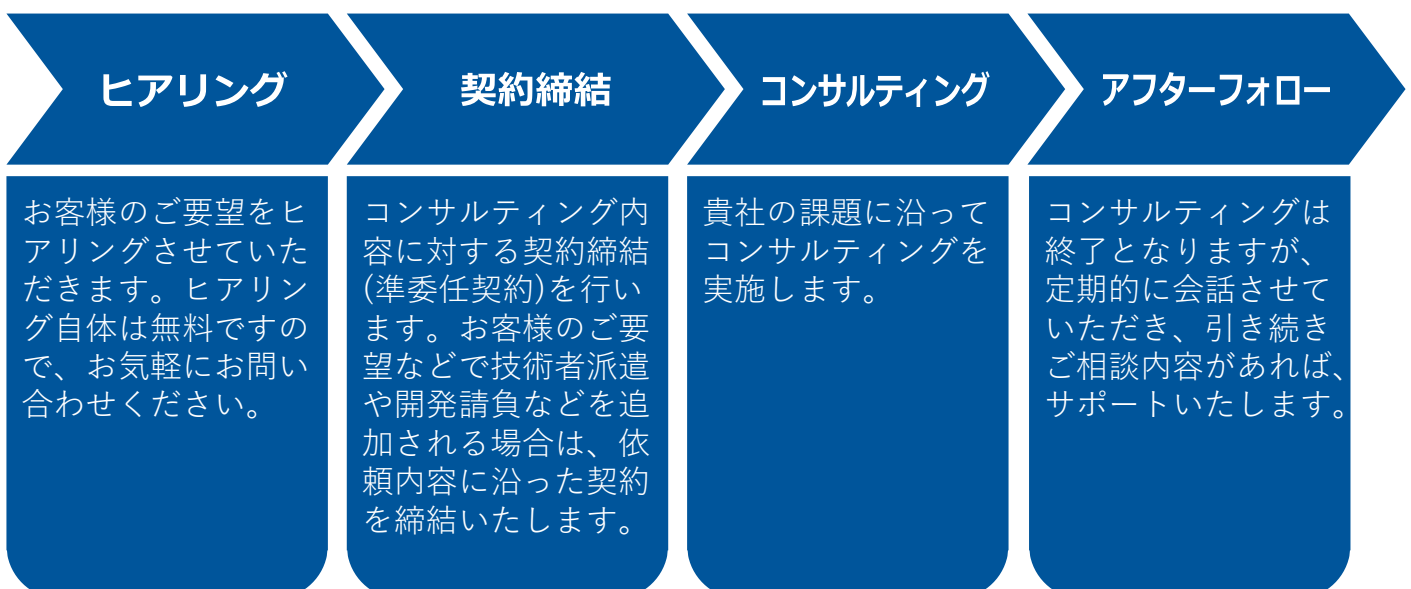 ヒアリング
お客様のご要望をヒ
アリングさせていた
だきます。ヒアリン
グ自体は無料ですの
で、お気軽にお問い
合わせください。
契約締結
コンサルティング内
容に対する契約締結
(準委任契約)を行い
ます。お客様のご要
望などで技術者派遣
や開発請負などを追
加される場合は、依
頼内容に沿った契約
を締結いたします。
コンサルティング
貴社の課題に沿って
コンサルティングを
実施します。
アフターフォロー
コンサルティングは
終了となりますが、
定期的に会話させて
いただき、引き続き
ご相談内容があれば、
サポートいたします。